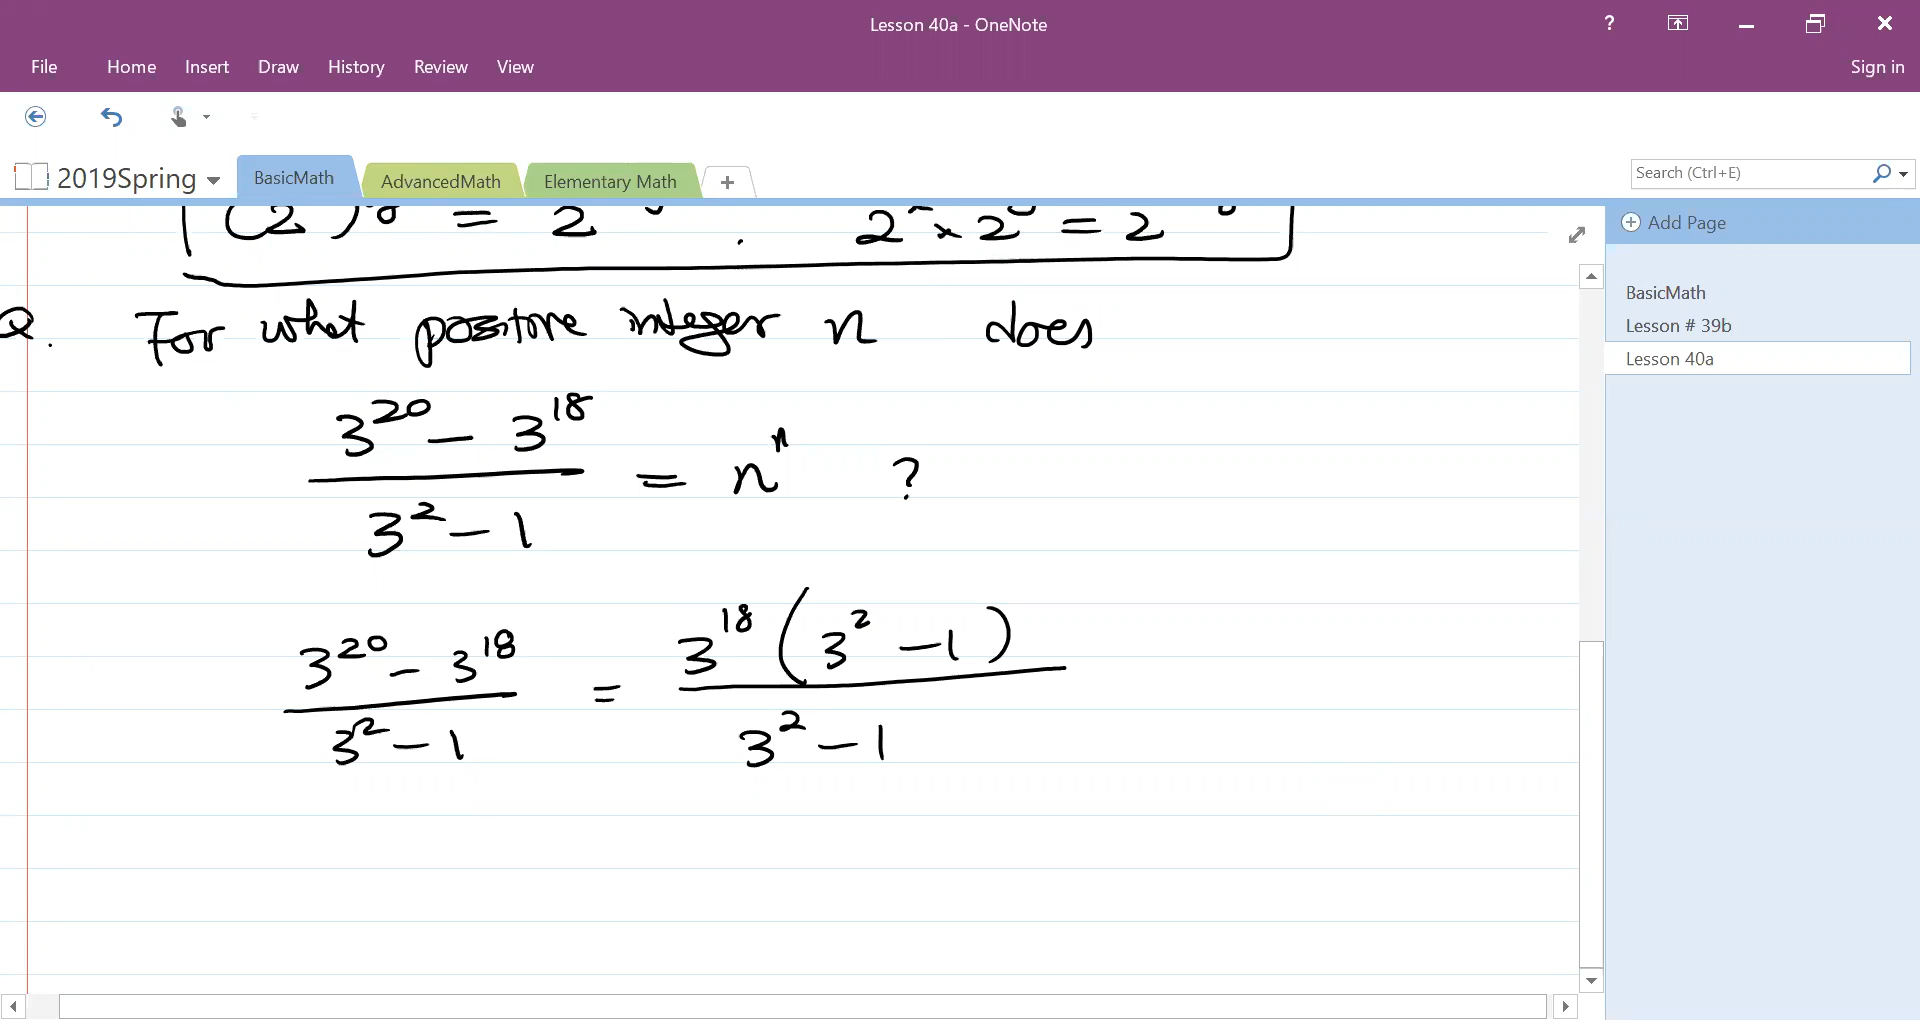 Lesson 40a - OneNote
?
File Home Insert Draw History Review View
Sign in
2019Spring BasicMath AdvancedMath Elementary Math +
Search (Ctrl+E)
Add Page
BasicMath
Lesson # 39b
Lesson 40a
Q. For what positive integer n does
(3^20 - 3^18) / (3^2 - 1) = n^n ?
(3^20 - 3^18) / (3^2 - 1) = 3^18 (3^2 - 1) / (3^2 - 1)